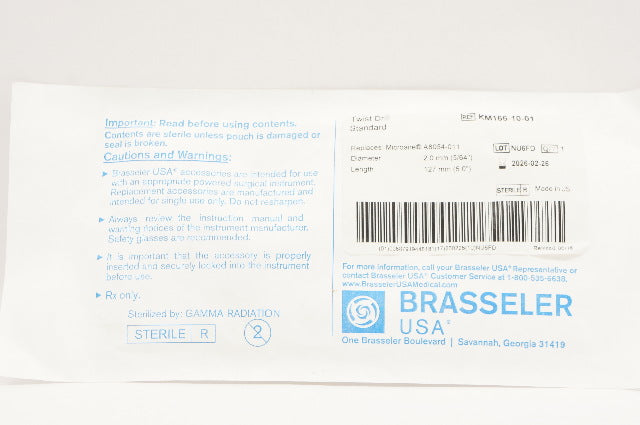 Important: Read before using contents.
Contents are sterile unless pouch is damaged or
seal is broken.
Cautions and Warnings:
Brasseler USA® accessories are intended for use
with an appropriate powered surgical instrument.
Replacement accessories are manufactured and
intended for single use only. Do not resharpen.
Always review the instruction manual and
warning notices of the instrument manufacturer.
Safety glasses are recommended.
It is important that the accessory is properly
inserted and securely locked into the instrument
before use.
Rx only.
Sterilized by: GAMMA RADIATION
STERILE R
2
Twist Drill
Standard
REF KM166-10-01
Replaces: Microaire®
Diameter 2.0 mm (5/64")
Length 127 mm (5.0")
LOT NU6FD QTY 1
2026-02-26
STERILE R Made in US
For more information, call your Brasseler USA® Representative or
contact Brasseler USA® Customer Service at 1-800-535-6638.
www.BrasselerUSAMedical.com
BRASSELER
USA®
One Brasseler Boulevard | Savannah, Georgia 31419